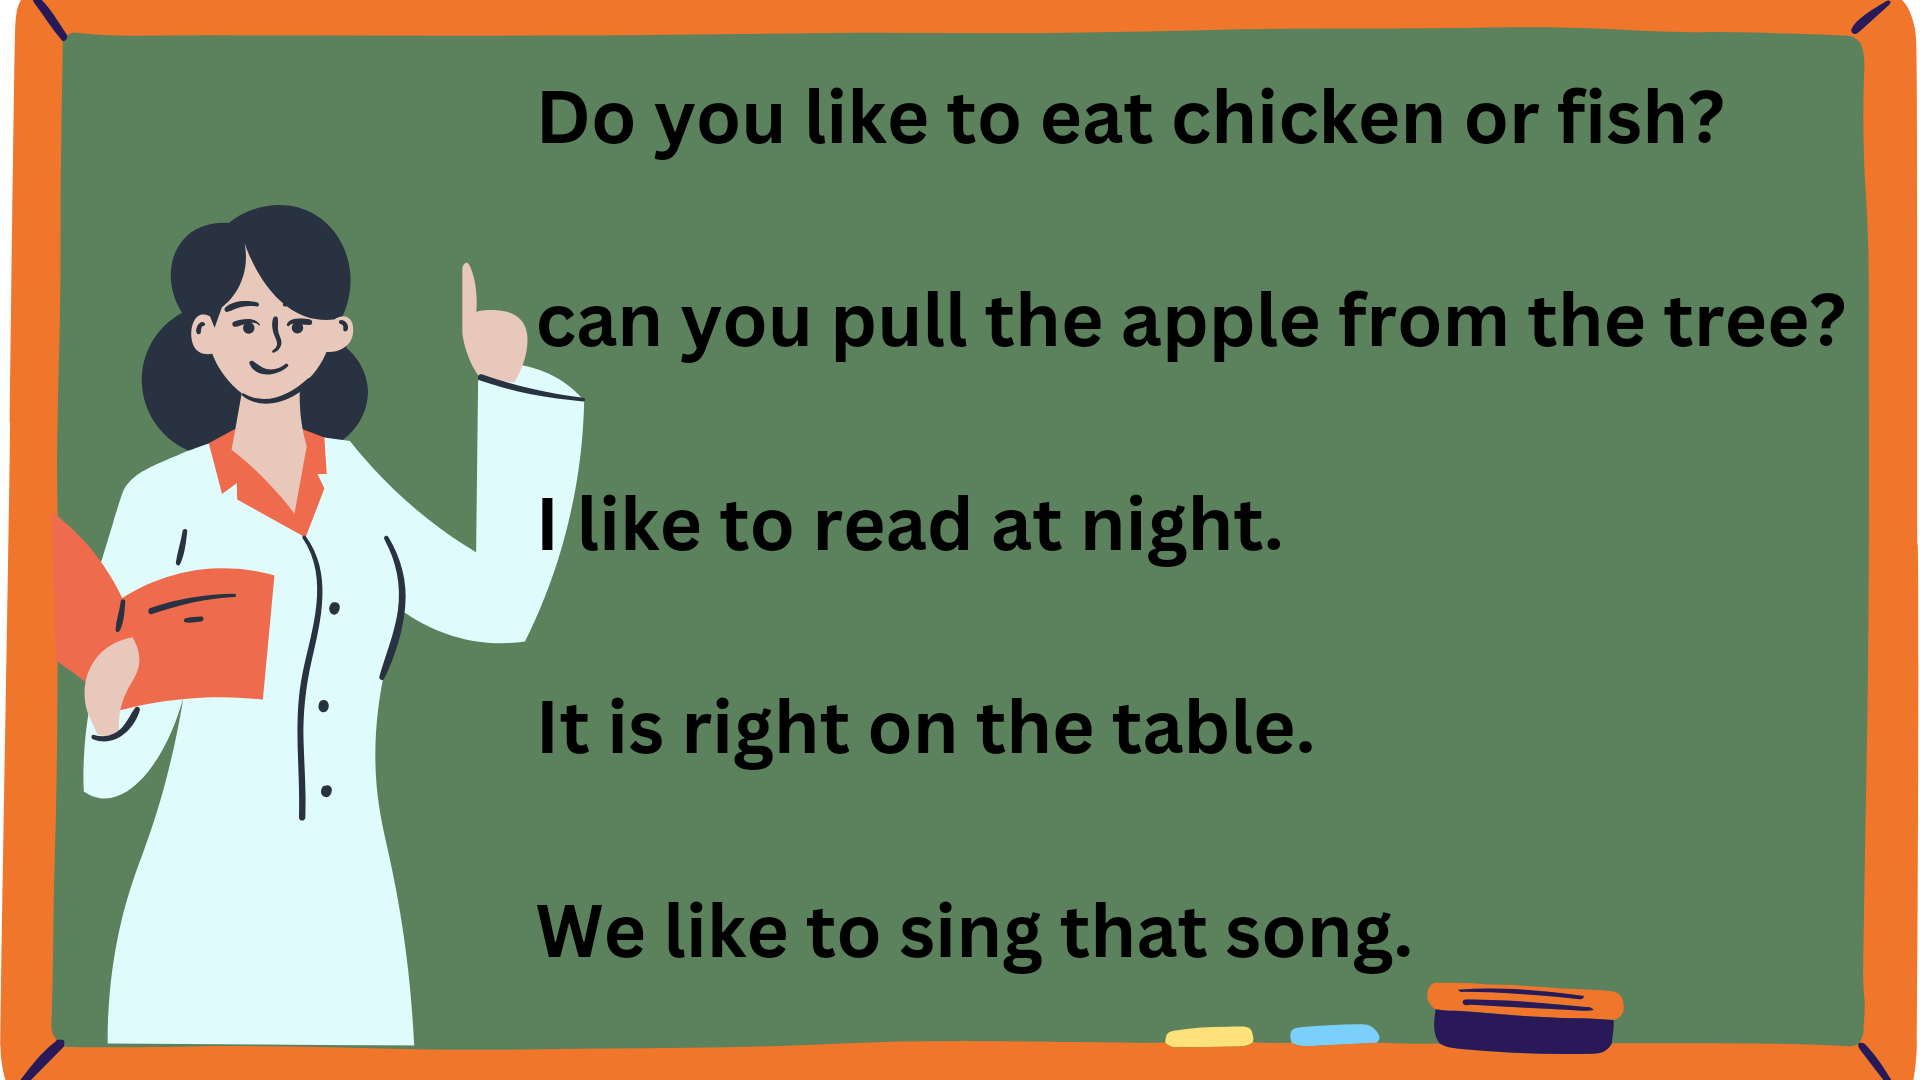 Do you like to eat chicken or fish?
can you pull the apple from the tree?
I like to read at night.
It is right on the table.
We like to sing that song.